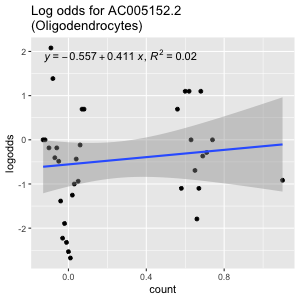 Log odds for AC005152.2
(Oligodendrocytes)
y = −0.557 + 0.411 x, R² = 0.02
2
1
0
-1
-2
logodds
0.0 0.4 0.8
count